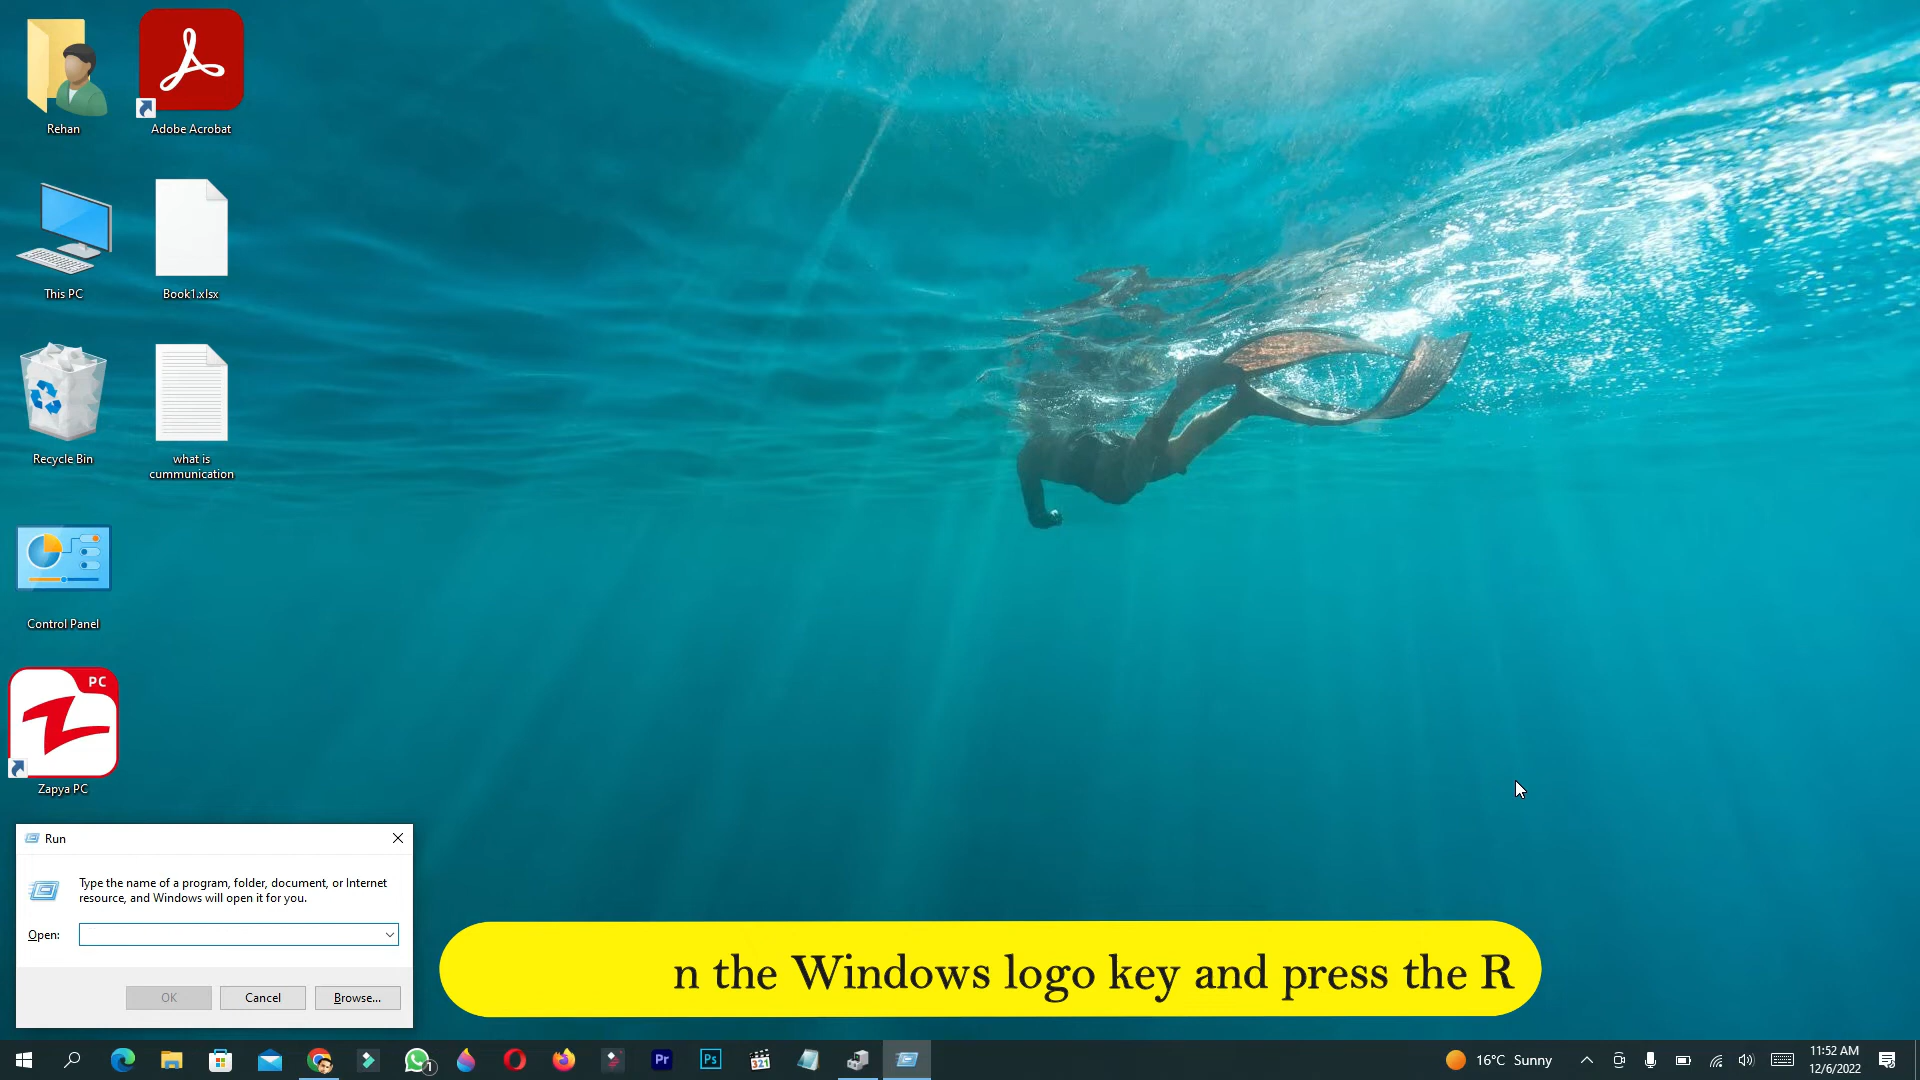 Rehan
Adobe Acrobat
This PC
Book1.xlsx
Recycle Bin
what is
cummunication
Control Panel
PC
Zapya PC
Run
Type the name of a program, folder, document, or Internet
resource, and Windows will open it for you.
Open:
OK
Cancel
Browse...
n the Windows logo key and press the R
1
Pr
Ps
321
16°C Sunny
11:52 AM
12/6/2022